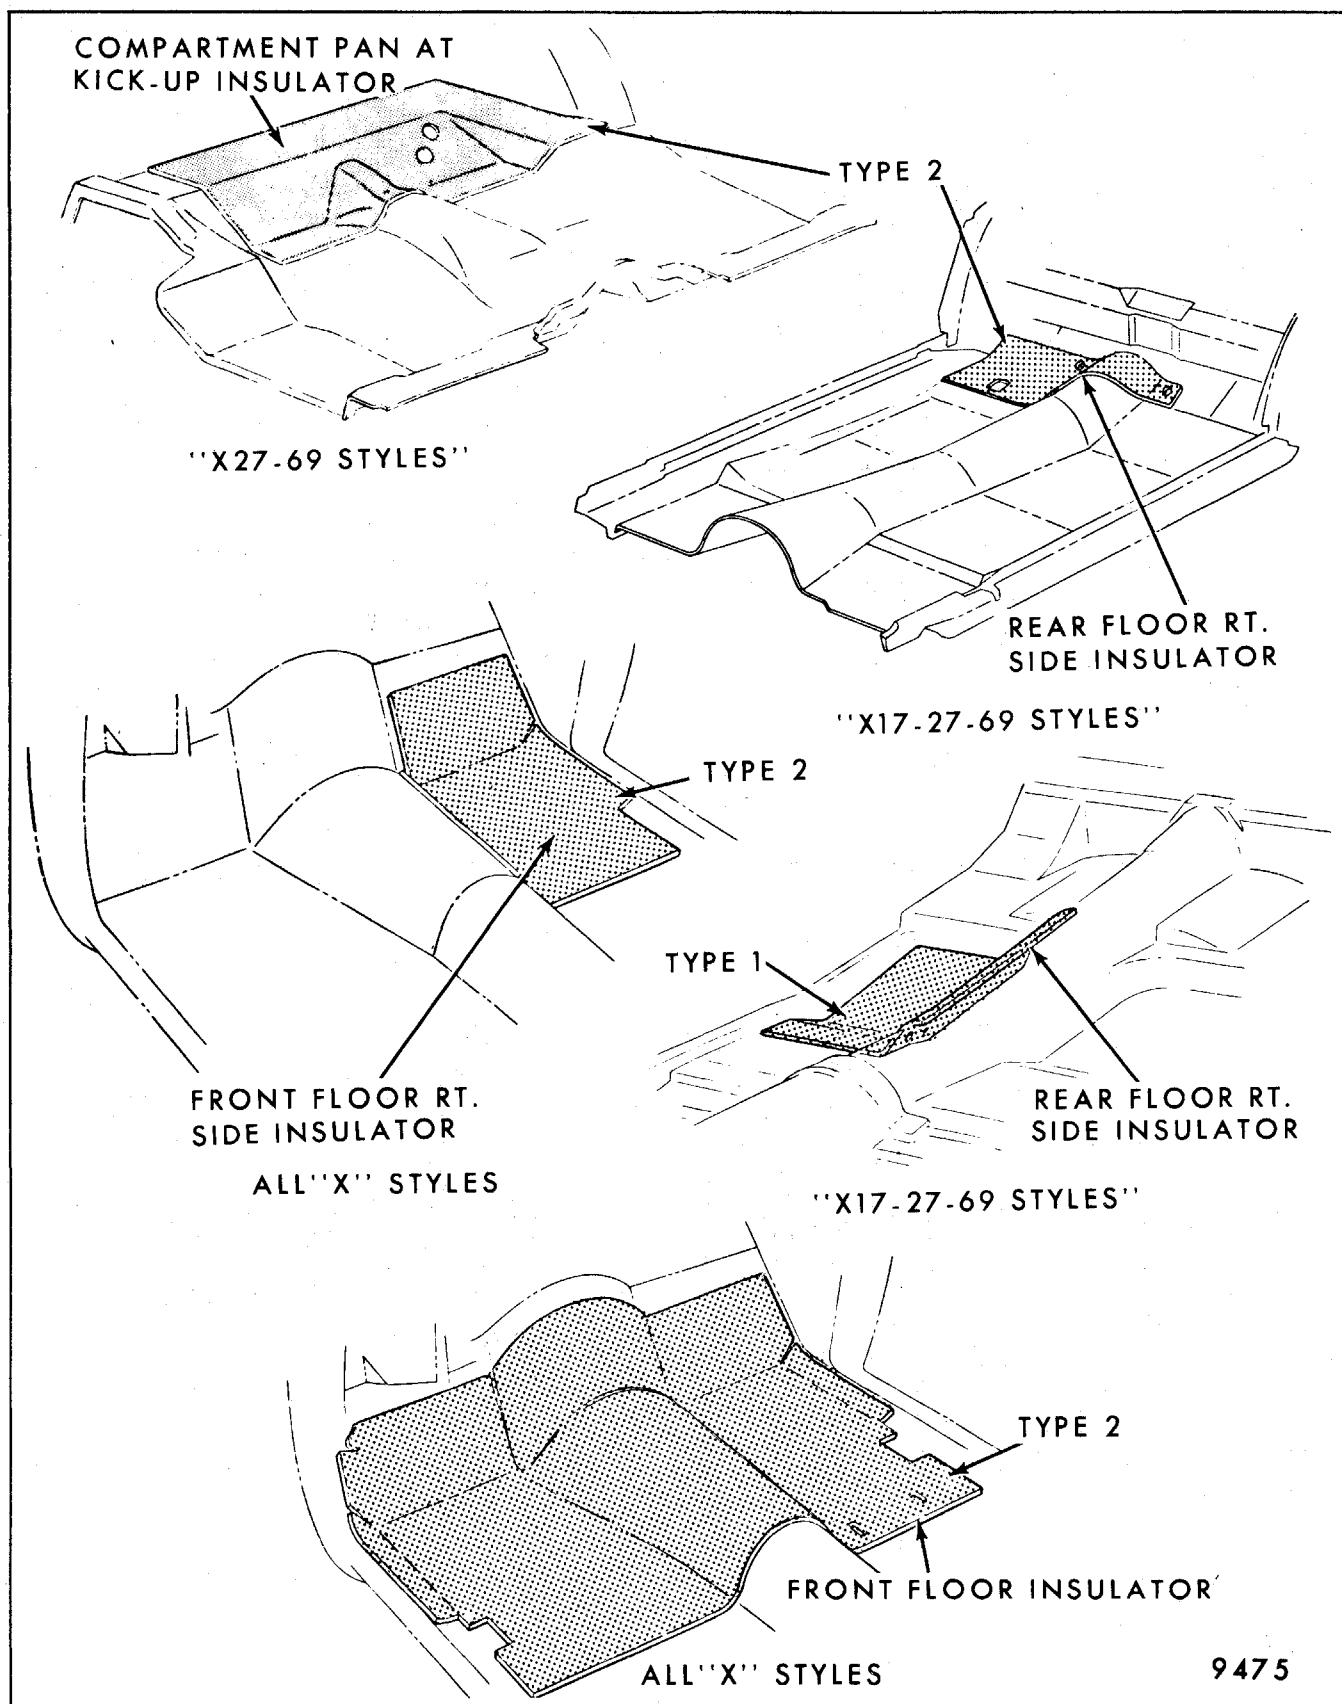 COMPARTMENT PAN AT
KICK-UP INSULATOR
TYPE 2
"X27-69 STYLES"
REAR FLOOR RT.
SIDE INSULATOR
"X17-27-69 STYLES"
TYPE 2
TYPE 1
FRONT FLOOR RT.
SIDE INSULATOR
ALL "X" STYLES
REAR FLOOR RT.
SIDE INSULATOR
"X17-27-69 STYLES"
TYPE 2
FRONT FLOOR INSULATOR
ALL "X" STYLES
9475